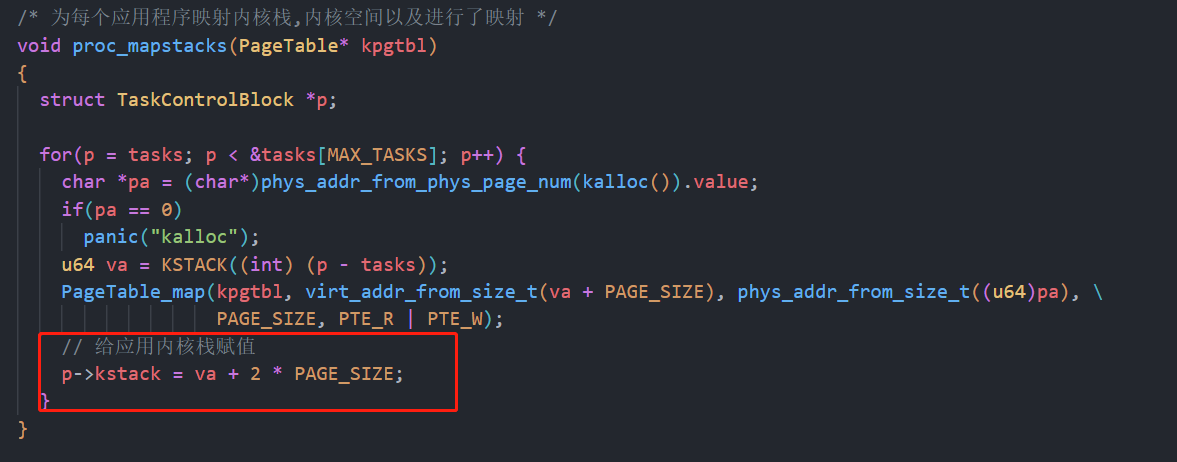 /* 为每个应用程序映射内核栈,内核空间以及进行了映射 */
void proc_mapstacks(PageTable* kpgtbl)
{
  struct TaskControlBlock *p;

  for(p = tasks; p < &tasks[MAX_TASKS]; p++) {
    char *pa = (char*)phys_addr_from_phys_page_num(kalloc()).value;
    if(pa == 0)
      panic("kalloc");
    u64 va = KSTACK((int) (p - tasks));
    PageTable_map(kpgtbl, virt_addr_from_size_t(va + PAGE_SIZE), phys_addr_from_size_t((u64)pa), \
                  PAGE_SIZE, PTE_R | PTE_W);
    // 给应用内核栈赋值
    p->kstack = va + 2 * PAGE_SIZE;
  }
}